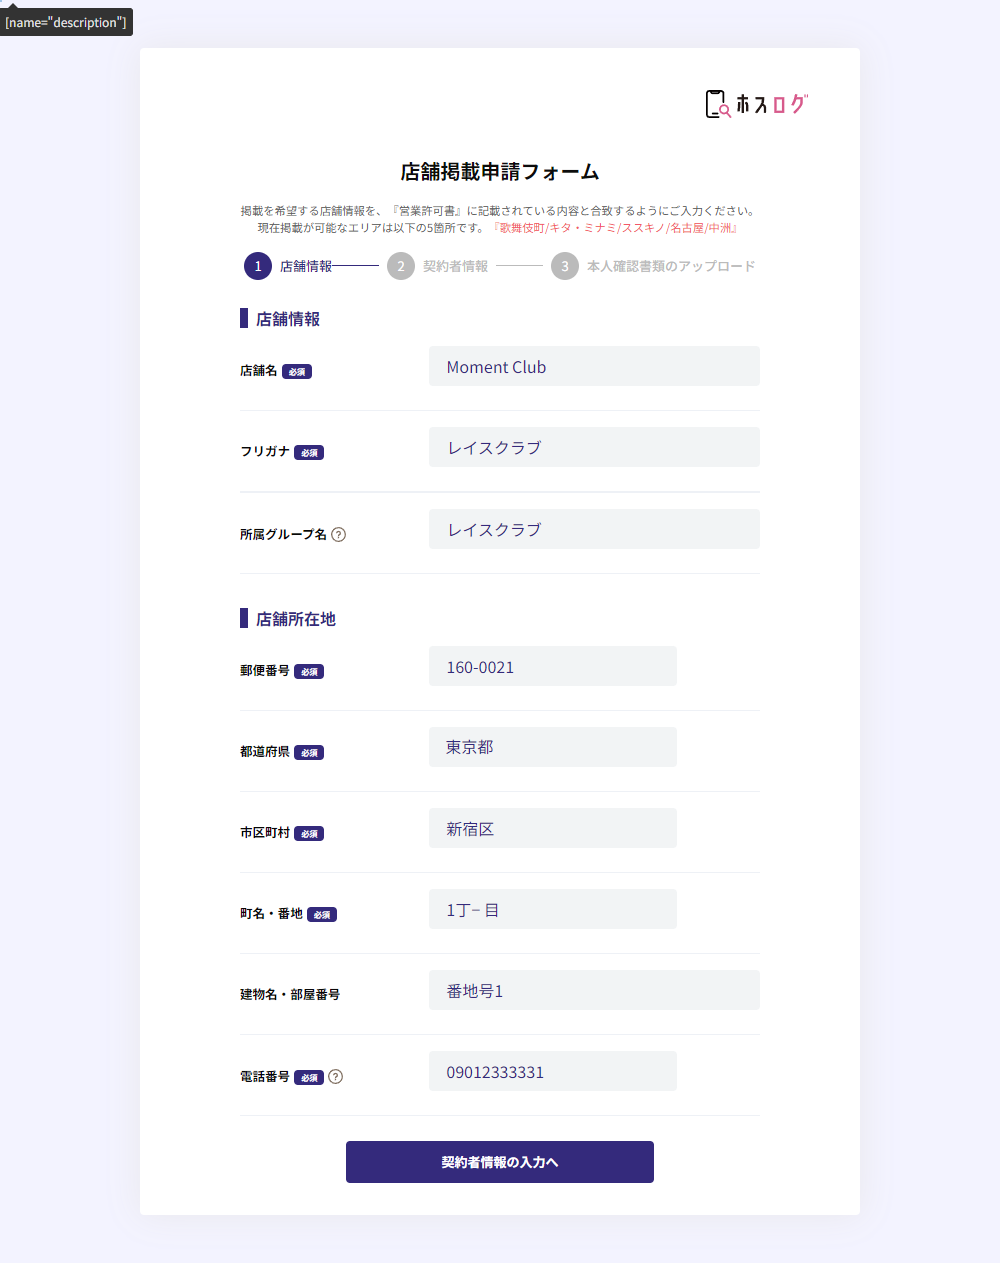 [name="description"]
ホスログ
店舗掲載申請フォーム
掲載を希望する店舗情報を、『営業許可書』に記載されている内容と合致するようにご入力ください。
現在掲載が可能なエリアは以下の5箇所です。『歌舞伎町/キタ・ミナミ/ススキノ/名古屋/中洲』
1 店舗情報 2 契約者情報 3 本人確認書類のアップロード
店舗情報
店舗名 必須 Moment Club
フリガナ 必須 レイスクラブ
所属グループ名 ? レイスクラブ
店舗所在地
郵便番号 必須 160-0021
都道府県 必須 東京都
市区町村 必須 新宿区
町名・番地 必須 1丁− 目
建物名・部屋番号 番地号1
電話番号 必須 ? 09012333331
契約者情報の入力へ